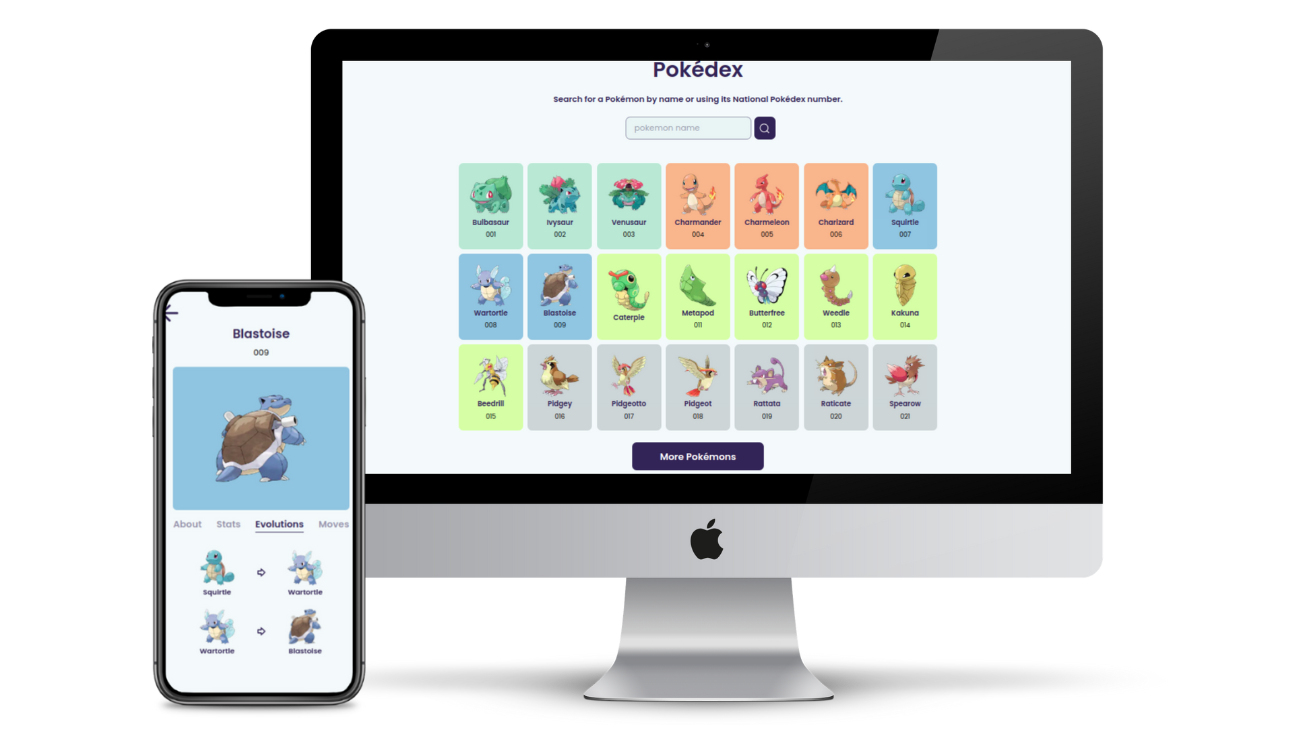 Pokédex
Search for a Pokémon by name or using its National Pokédex number.
pokemon name
Bulbasaur Ivysaur Venusaur Charmander Charmeleon Charizard Squirtle
001 002 003 004 005 006 007
Wartortle Blastoise Caterpie Metapod Butterfree Weedle Kakuna
008 009 011 012 013 014
Beedrill Pidgey Pidgeotto Pidgeot Rattata Raticate Spearow
015 016 017 018 019 020 021
More Pokémons
Blastoise
009
About Stats Evolutions Moves
Squirtle Wartortle
Wartortle Blastoise